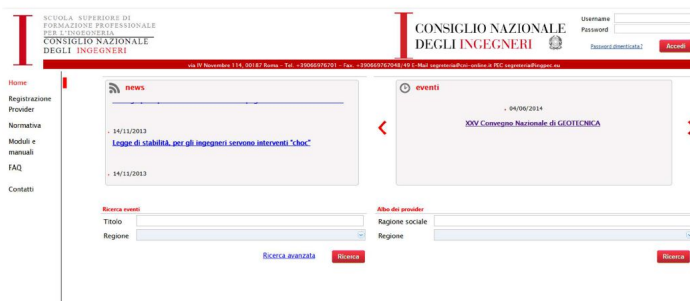 SCUOLA SUPERIORE DI
FORMAZIONE PROFESSIONALE
PER L'INGEGNERIA
CONSIGLIO NAZIONALE
DEGLI INGEGNERI
CONSIGLIO NAZIONALE
DEGLI INGEGNERI
Username
Password
Password dimenticata?
Accedi
via IV Novembre 114, 00187 Roma - Tel. +39066976701 - Fax. +390669767048/49 E-Mail segreteria@cni-online.it PEC segreteria@ingpec.eu
Home
Registrazione
Provider
Normativa
Moduli e
manuali
FAQ
Contatti
news
. 14/11/2013
Legge di stabilità, per gli ingegneri servono interventi "choc"
. 14/11/2013
eventi
. 04/06/2014
XXV Convegno Nazionale di GEOTECNICA
Ricerca eventi
Titolo
Regione
Ricerca avanzata
Ricerca
Albo dei provider
Ragione sociale
Regione
Ricerca